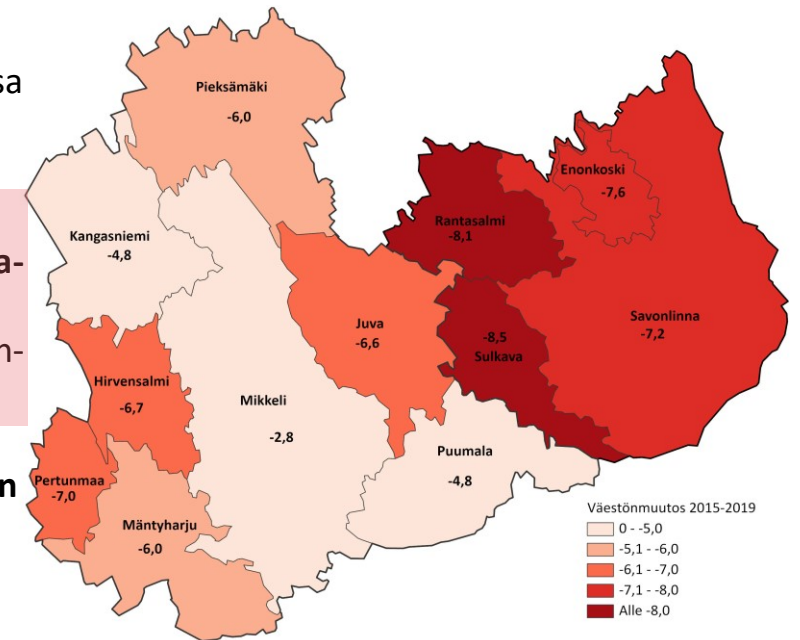 sa
a-
n-
n
Pieksämäki
-6,0
Kangasniemi
-4,8
Rantasalmi
-8,1
Enonkoski
-7,6
Juva
-6,6
-8,5
Sulkava
Savonlinna
-7,2
Hirvensalmi
-6,7
Mikkeli
-2,8
Puumala
-4,8
Pertunmaa
-7,0
Mäntyharju
-6,0
Väestönmuutos 2015-2019
0 - -5,0
-5,1 - -6,0
-6,1 - -7,0
-7,1 - -8,0
Alle -8,0